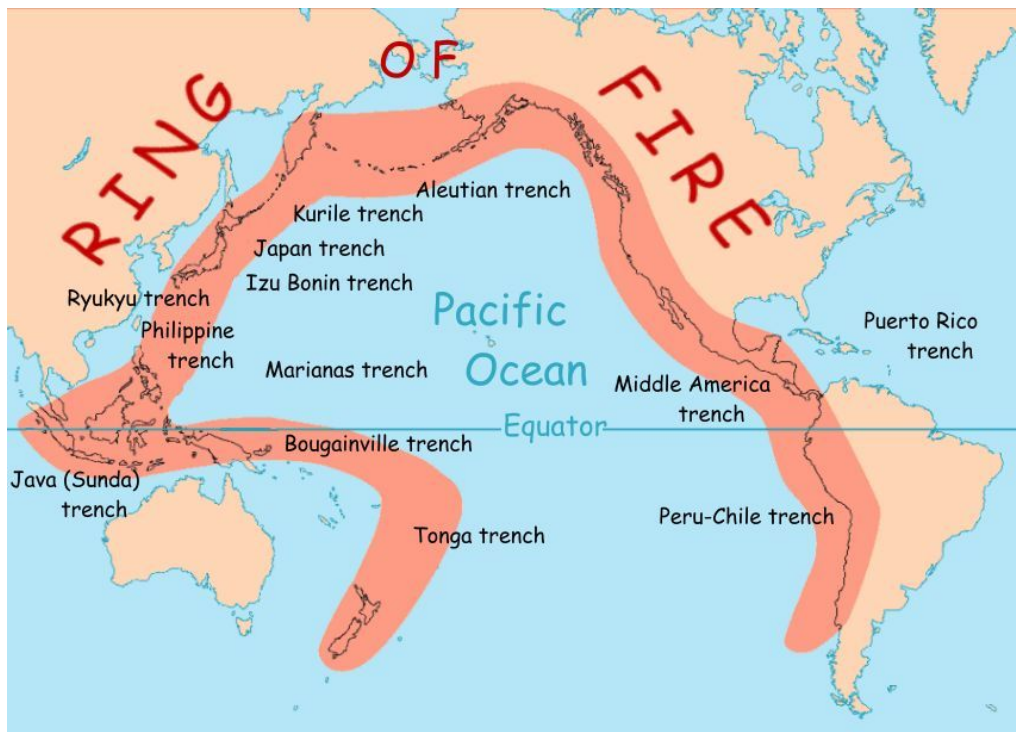 RING
OF
FIRE
Aleutian trench
Kurile trench
Japan trench
Izu Bonin trench
Ryukyu trench
Philippine
trench
Marianas trench
Pacific
Ocean
Puerto Rico
trench
Middle America
trench
Equator
Bougainville trench
Java (Sunda)
trench
Tonga trench
Peru-Chile trench